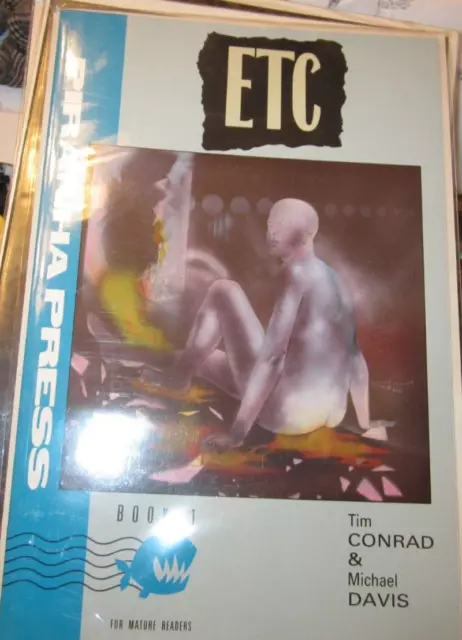 ETC
PIRANHA PRESS
BOOK 1
Tim
CONRAD
&
Michael
DAVIS
FOR MATURE READERS